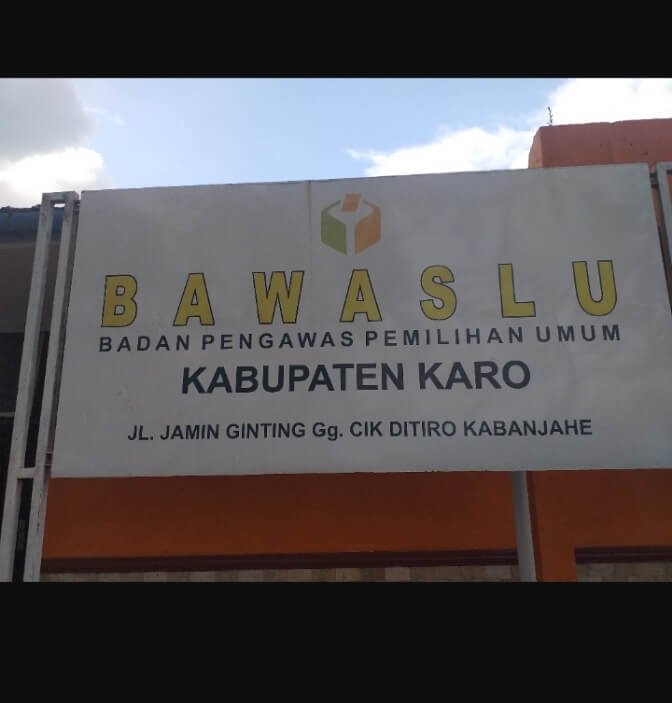 BAWASLU
BADAN PENGAWAS PEMILIHAN UMUM
KABUPATEN KARO
JL. JAMIN GINTING Gg. CIK DITIRO KABANJAHE